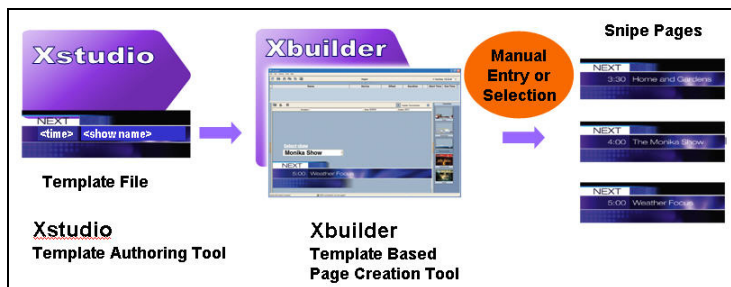 Xstudio
NEXT
<time> <show name>
Template File
Xstudio
Template Authoring Tool
Xbuilder
Select show
Monika Show
NEXT
5:00 Weather Focus
Xbuilder
Template Based
Page Creation Tool
Manual
Entry or
Selection
Snipe Pages
NEXT
3:30 Home and Gardens
NEXT
4:00 The Monika Show
NEXT
5:00 Weather Focus